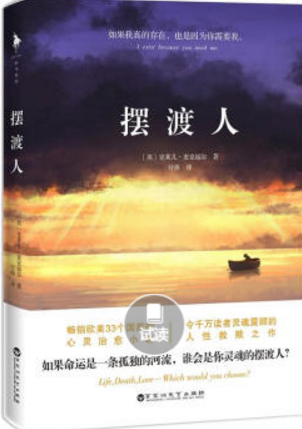 如果我真的存在，也是因为你需要我。
I exist because you need me.
摆渡人
［英］克莱儿·麦克福尔 著
付强 译
摆渡人
畅销欧美33个国
心灵治愈小
令千万读者灵魂震颤的
人性救赎之作
试读
如果命运是一条孤独的河流，谁会是你灵魂的摆渡人？
Life,Death,Love—Which would you choose?
百花洲文艺出版社